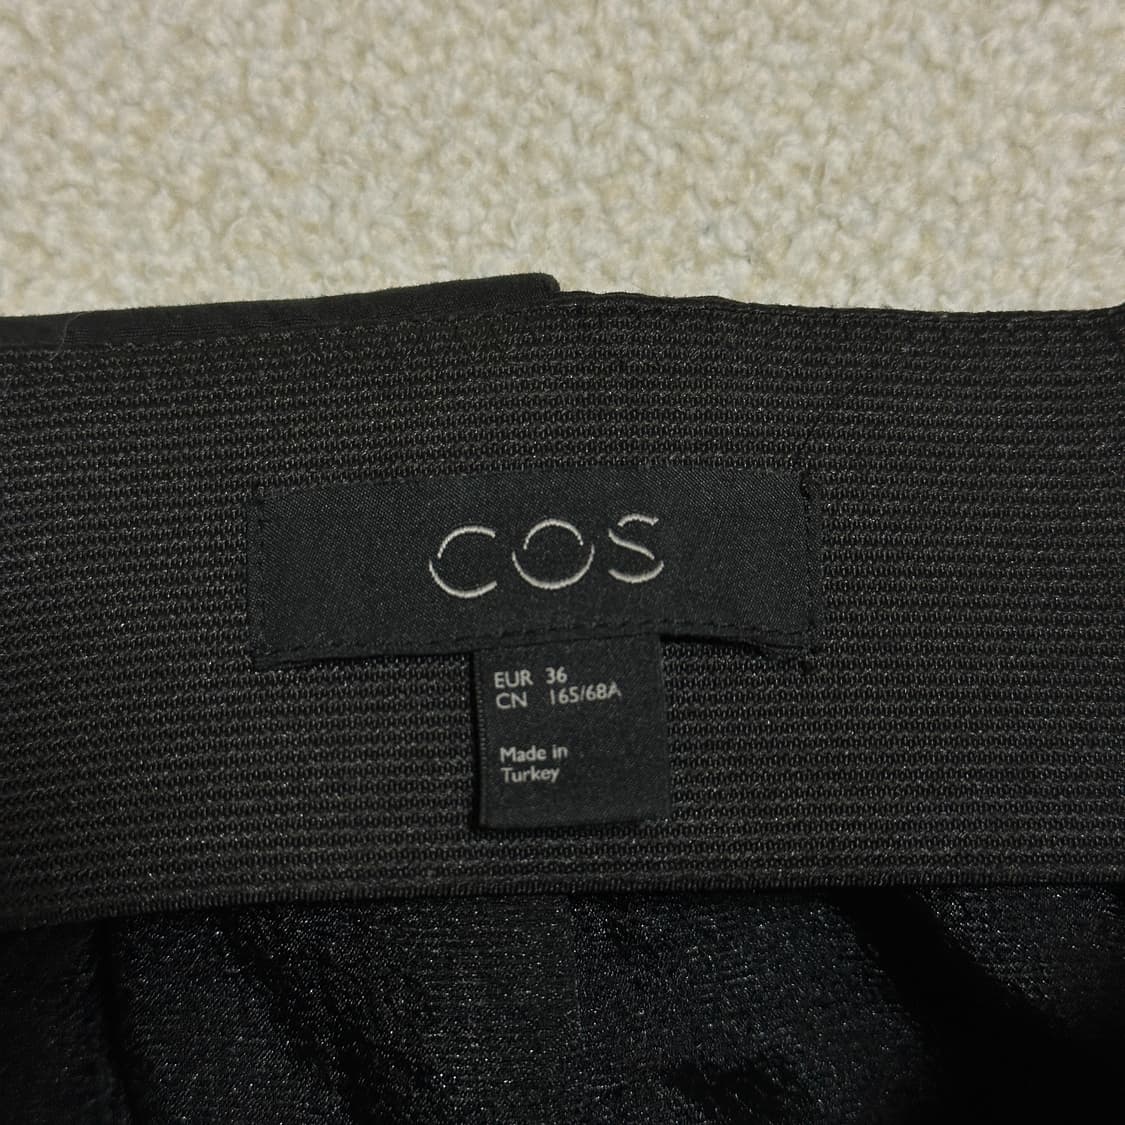 COS
EUR 36
CN 165/68A
Made in
Turkey